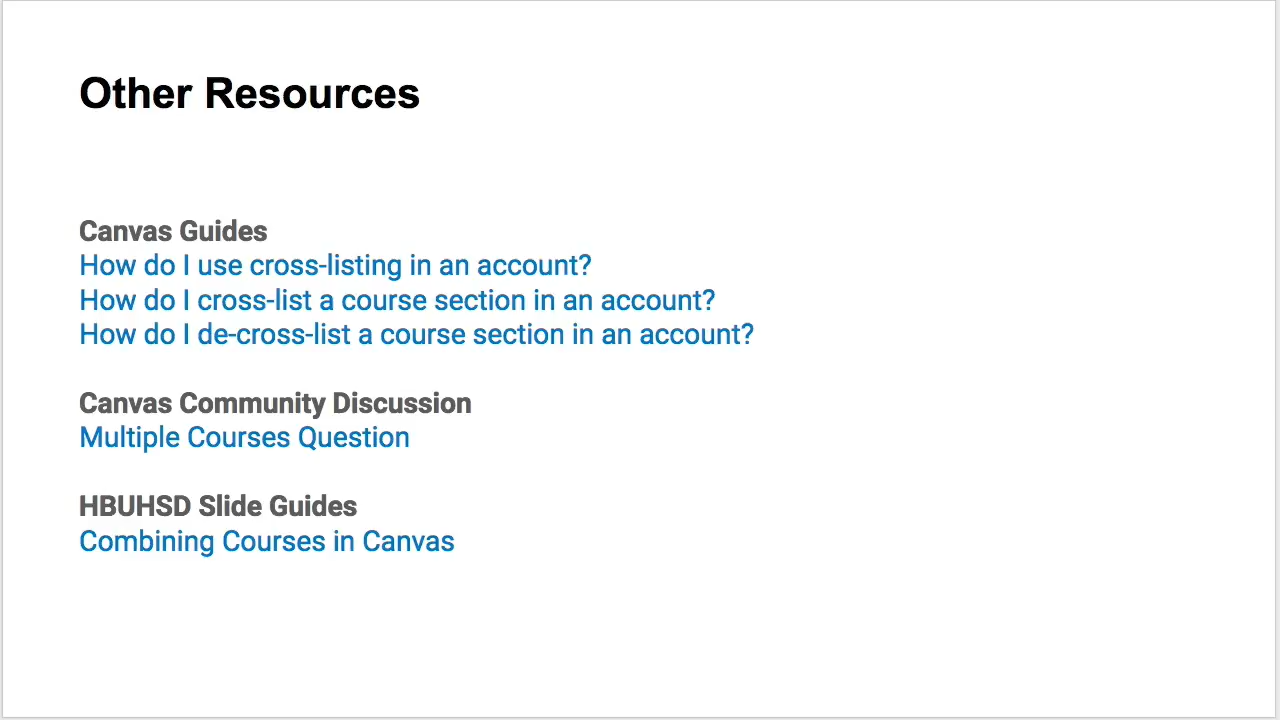 Other Resources
Canvas Guides
How do I use cross-listing in an account?
How do I cross-list a course section in an account?
How do I de-cross-list a course section in an account?
Canvas Community Discussion
Multiple Courses Question
HBUHSD Slide Guides
Combining Courses in Canvas